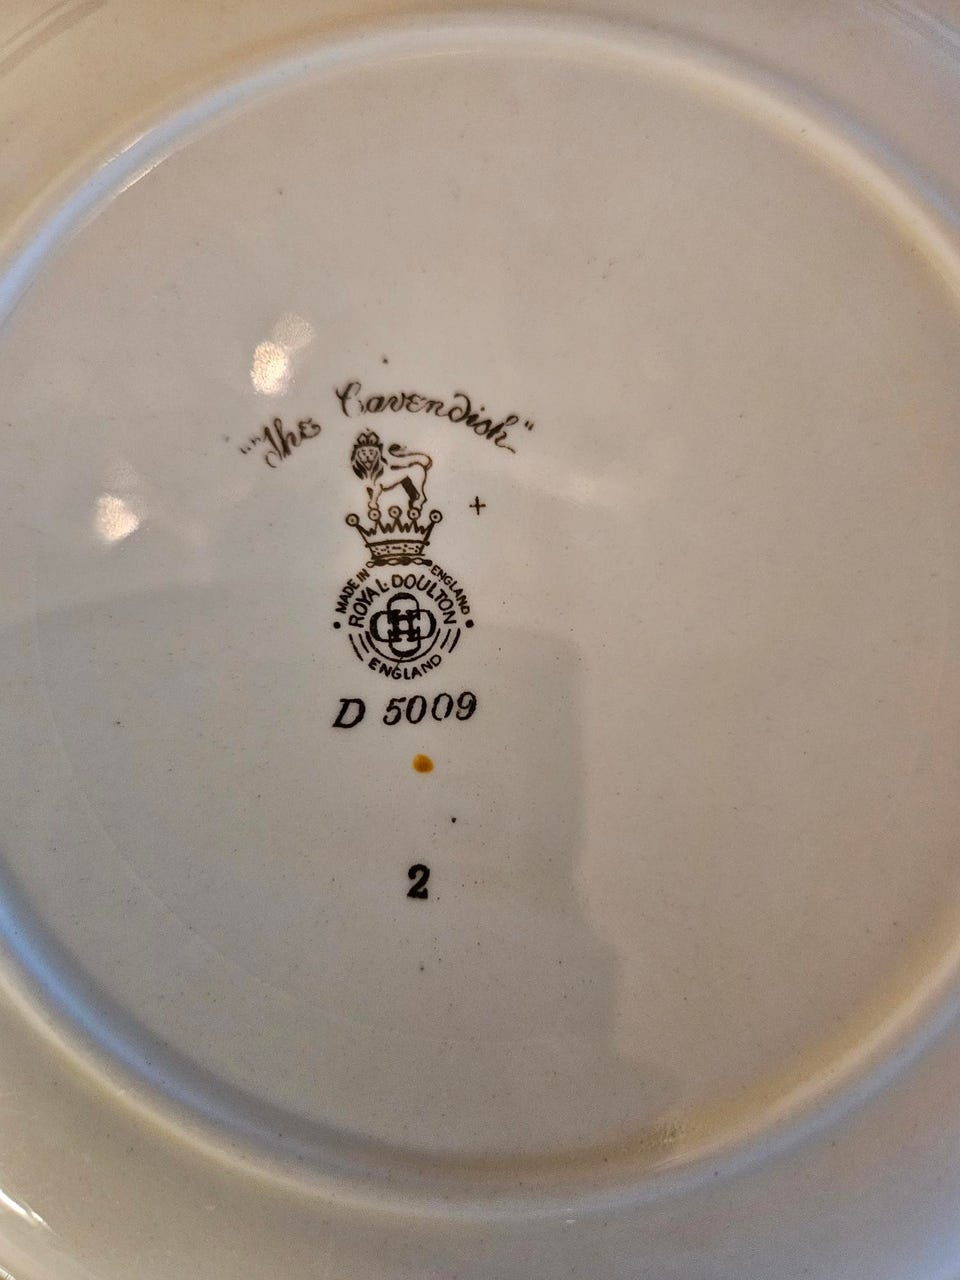 "The Cavendish"
+
MADE IN ENGLAND
ROYAL·DOULTON
ENGLAND
D 5009
2